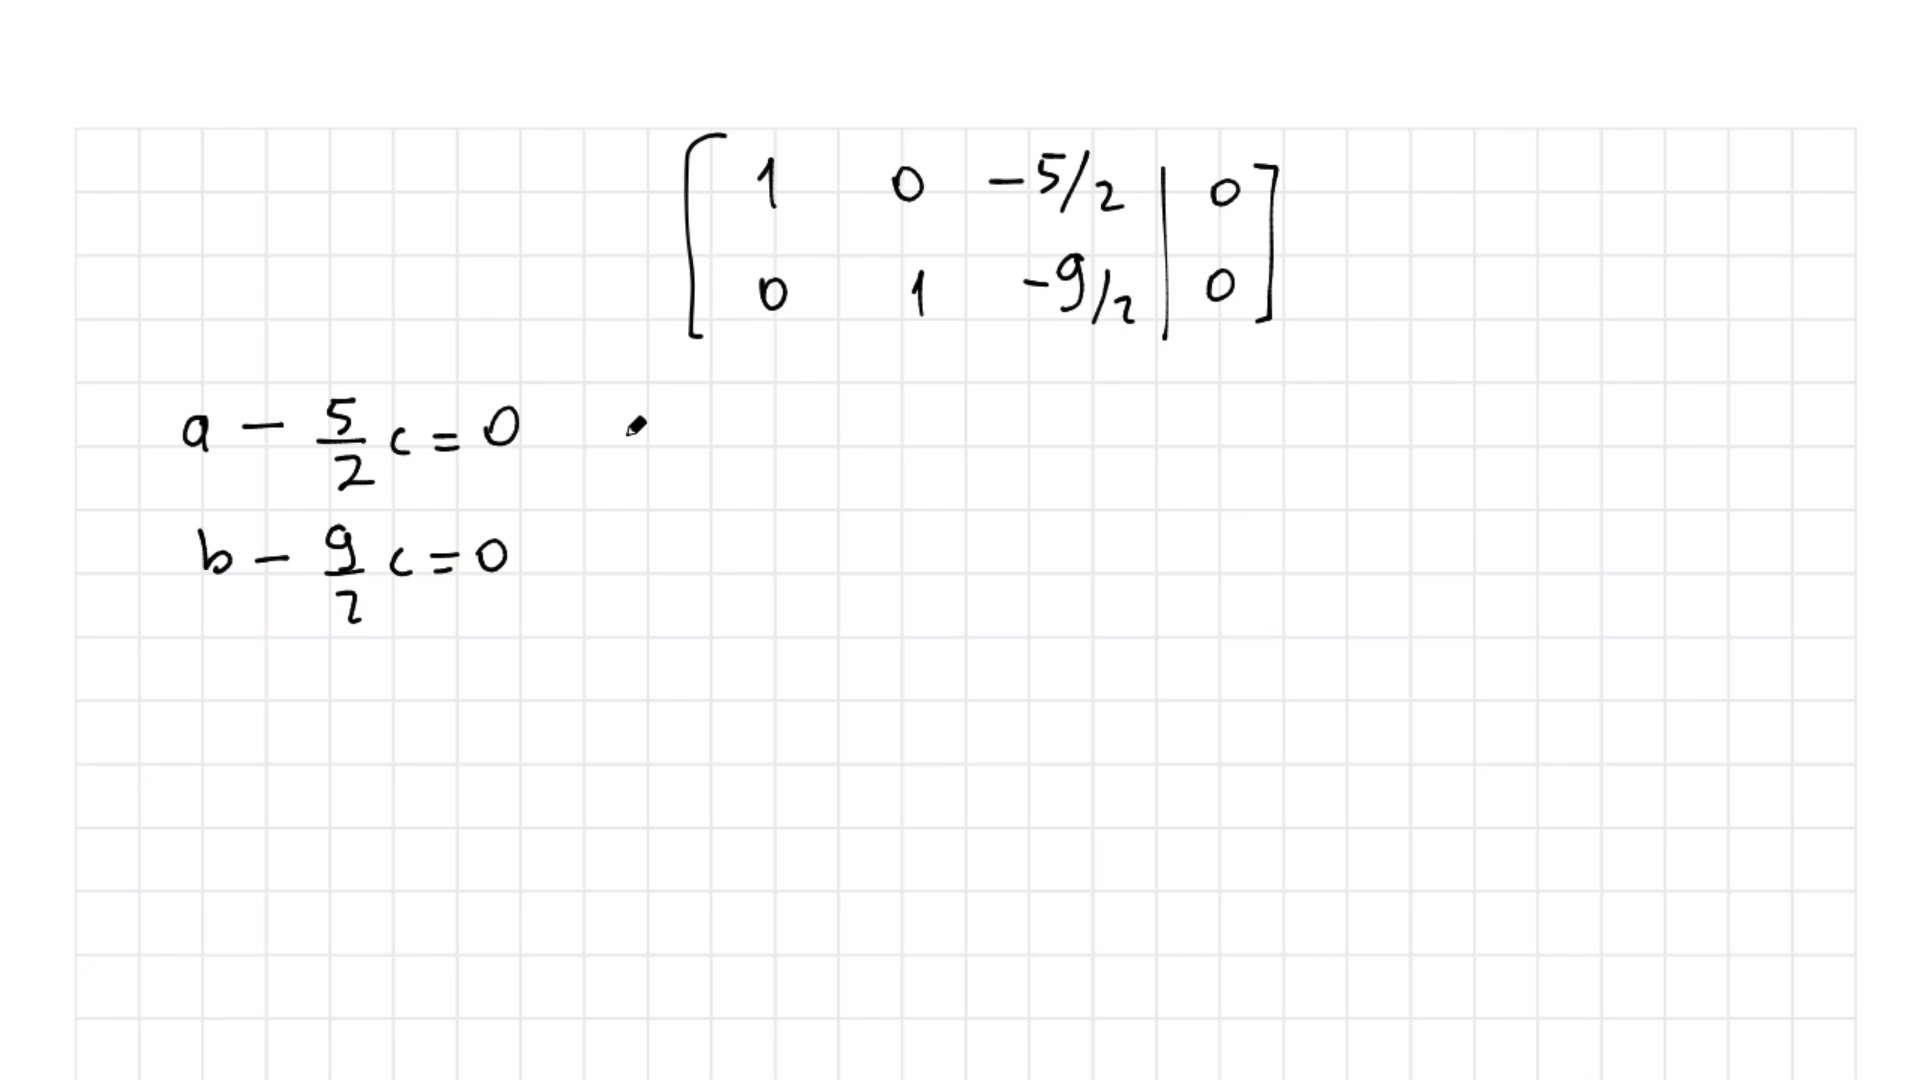 1 0 -5/2 | 0
0 1 -9/2 | 0
a - 5/2 c = 0
b - 9/2 c = 0